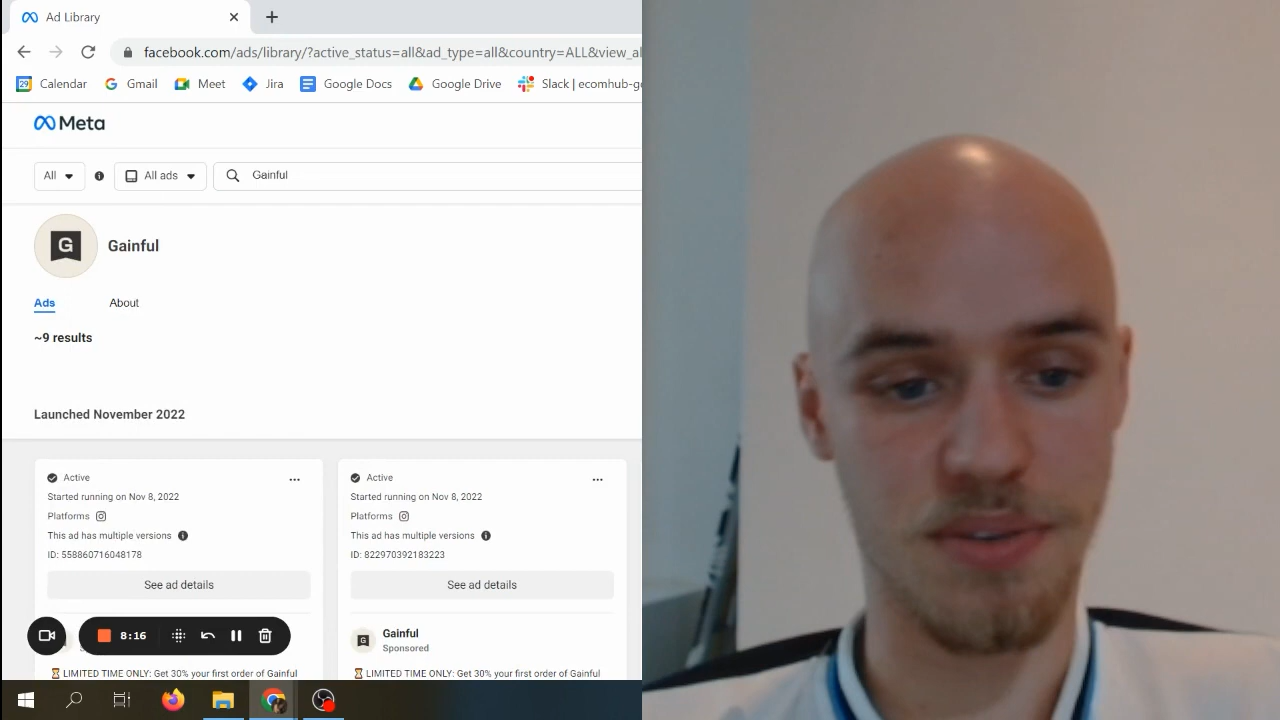 Ad Library
facebook.com/ads/library/?active_status=all&ad_type=all&country=ALL&view_al
29 Calendar Gmail Meet Jira Google Docs Google Drive Slack | ecomhub-g
Meta
All All ads Gainful
G Gainful
Ads About
~9 results
Launched November 2022
Active Active
Started running on Nov 8, 2022 Started running on Nov 8, 2022
Platforms Platforms
This ad has multiple versions This ad has multiple versions
ID: 558860716048178 ID: 822970392183223
See ad details See ad details
8:16
G Gainful
Sponsored
LIMITED TIME ONLY: Get 30% your first order of Gainful LIMITED TIME ONLY: Get 30% your first order of Gainful